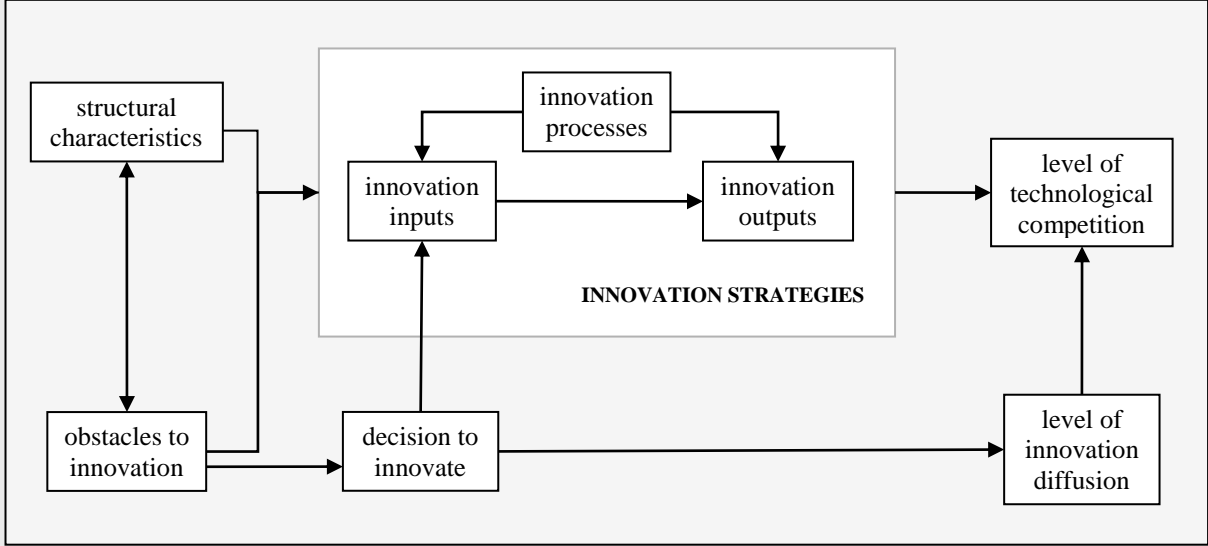 structural
characteristics
innovation
processes
innovation
inputs
innovation
outputs
level of
technological
competition
INNOVATION STRATEGIES
obstacles to
innovation
decision to
innovate
level of
innovation
diffusion